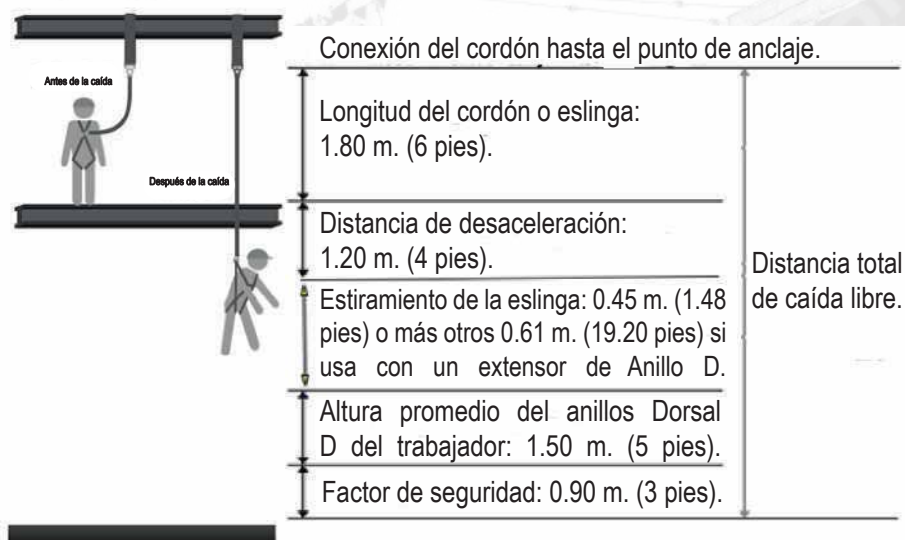 Conexión del cordón hasta el punto de anclaje.
Antes de la caída
Longitud del cordón o eslinga:
1.80 m. (6 pies).
Después de la caída
Distancia de desaceleración:
1.20 m. (4 pies).
Distancia total
de caída libre.
Estiramiento de la eslinga: 0.45 m. (1.48
pies) o más otros 0.61 m. (19.20 pies) si
usa con un extensor de Anillo D.
Altura promedio del anillos Dorsal
D del trabajador: 1.50 m. (5 pies).
Factor de seguridad: 0.90 m. (3 pies).